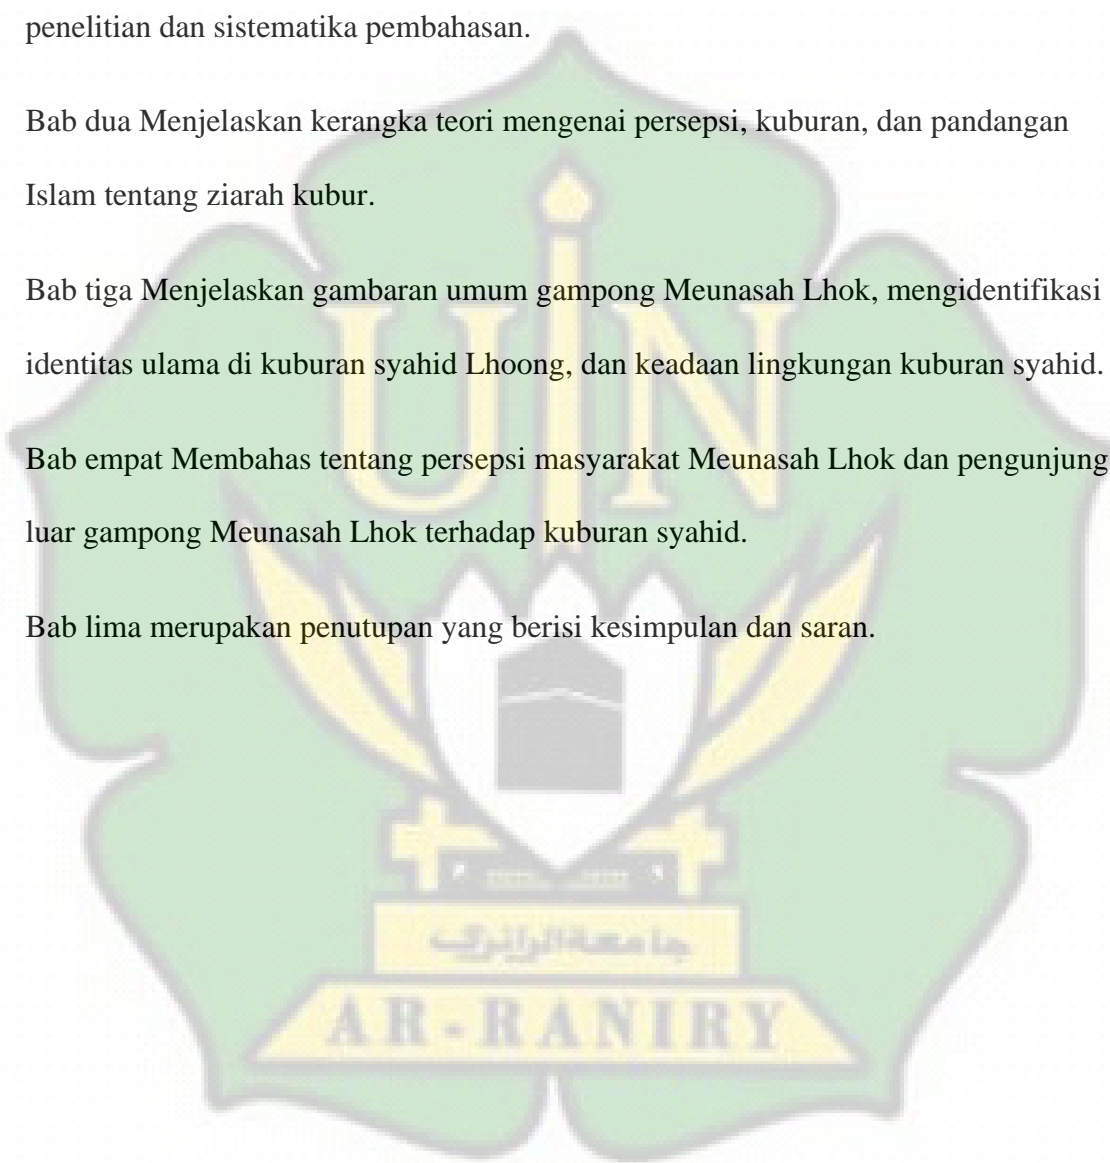 penelitian dan sistematika pembahasan.
Bab dua Menjelaskan kerangka teori mengenai persepsi, kuburan, dan pandangan
Islam tentang ziarah kubur.
Bab tiga Menjelaskan gambaran umum gampong Meunasah Lhok, mengidentifikasi
identitas ulama di kuburan syahid Lhoong, dan keadaan lingkungan kuburan syahid.
Bab empat Membahas tentang persepsi masyarakat Meunasah Lhok dan pengunjung
luar gampong Meunasah Lhok terhadap kuburan syahid.
Bab lima merupakan penutupan yang berisi kesimpulan dan saran.
UIN
جامعة الرانري
AR-RANIRY